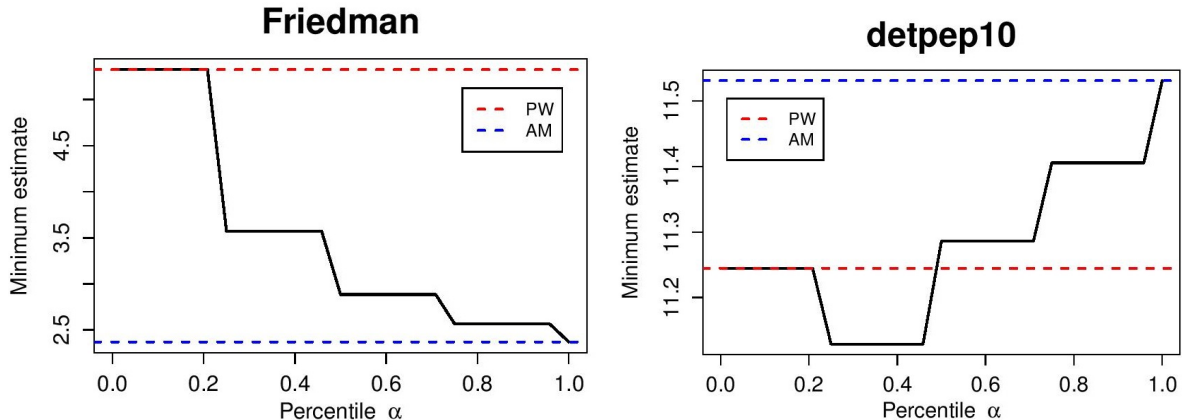 Friedman
Minimum estimate
4.5
3.5
2.5
PW
AM
0.0 0.2 0.4 0.6 0.8 1.0
Percentile α
detpep10
Minimum estimate
11.5
11.4
11.3
11.2
PW
AM
0.0 0.2 0.4 0.6 0.8 1.0
Percentile α